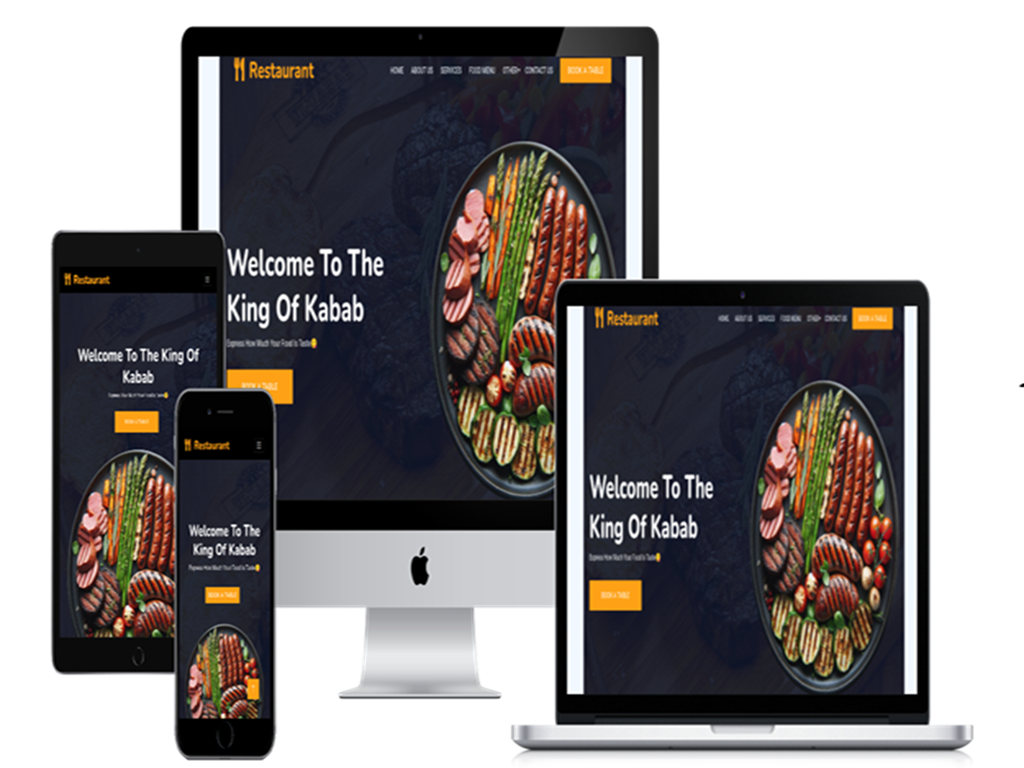 Restaurant
HOME ABOUT US SERVICES FOOD MENU OTHER CONTACT US BOOK A TABLE
Welcome To The
King Of Kabab
Express How Much Your Food Is Taste
BOOK A TABLE
Restaurant
Welcome To The King Of
Kabab
Express How Much Your Food Is Taste
BOOK A TABLE
Restaurant
Welcome To The
King Of Kabab
Express How Much Your Food Is Taste
BOOK A TABLE
Restaurant
HOME ABOUT US SERVICES FOOD MENU OTHER CONTACT US BOOK A TABLE
Welcome To The
King Of Kabab
Express How Much Your Food Is Taste
BOOK A TABLE